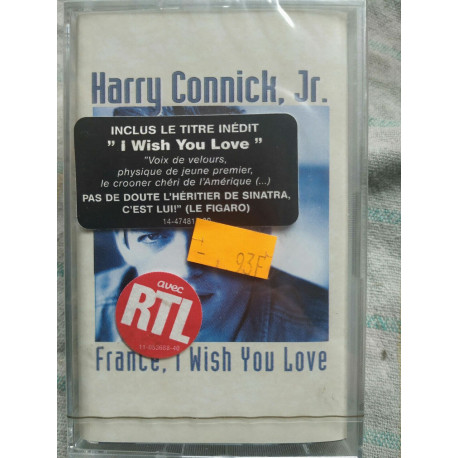 Harry Connick, Jr.
INCLUS LE TITRE INÉDIT
" i Wish You Love "
"Voix de velours,
physique de jeune premier,
le crooner chéri de l'Amérique (...)
PAS DE DOUTE L'HÉRITIER DE SINATRA,
C'EST LUI!" (LE FIGARO)
93F
avec
RTL
France, I Wish You Love